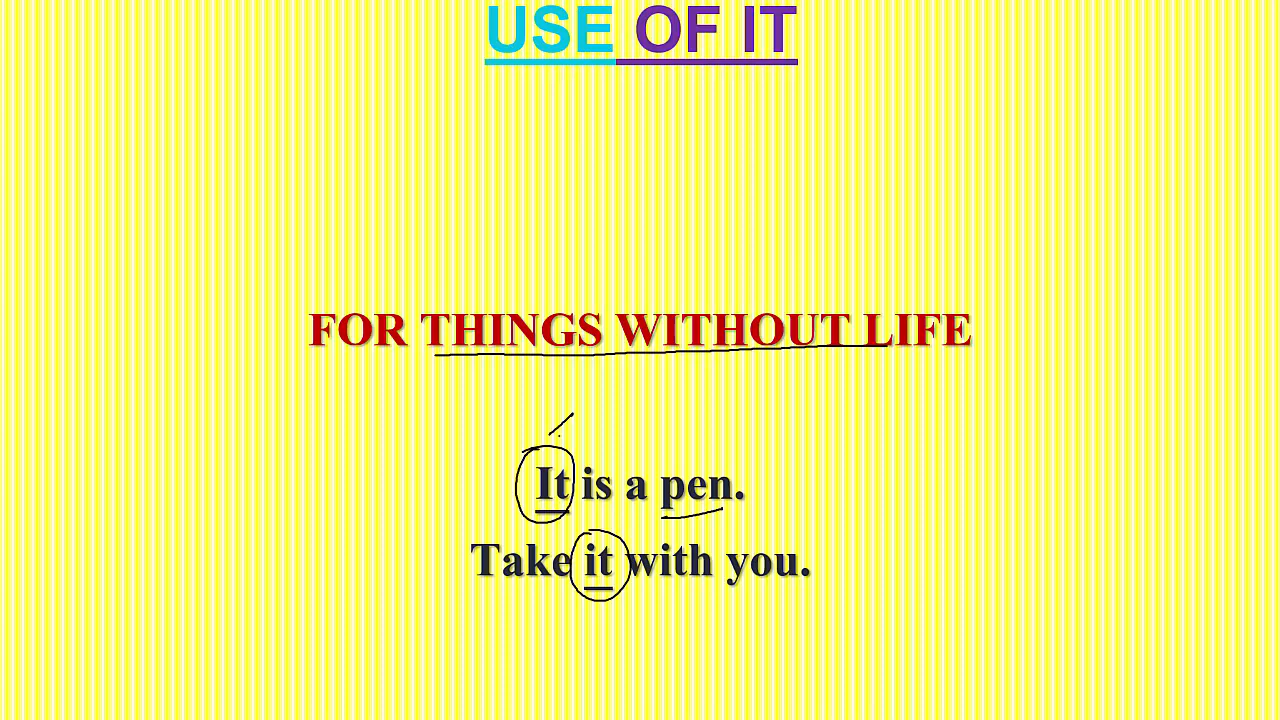 USE OF IT
FOR THINGS WITHOUT LIFE
It is a pen.
Take it with you.